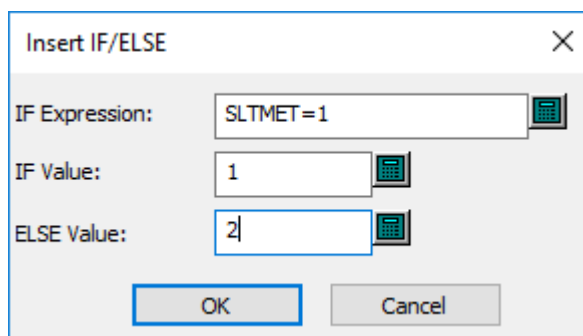 Insert IF/ELSE
IF Expression: SLTMET=1
IF Value: 1
ELSE Value: 2
OK Cancel